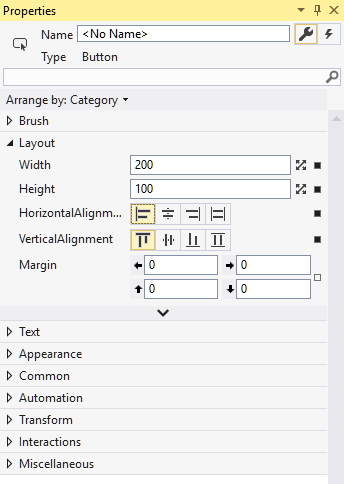 Properties
Name <No Name>
Type Button
Arrange by: Category
Brush
Layout
Width 200
Height 100
HorizontalAlignm...
VerticalAlignment
Margin 0 0
0 0
Text
Appearance
Common
Automation
Transform
Interactions
Miscellaneous